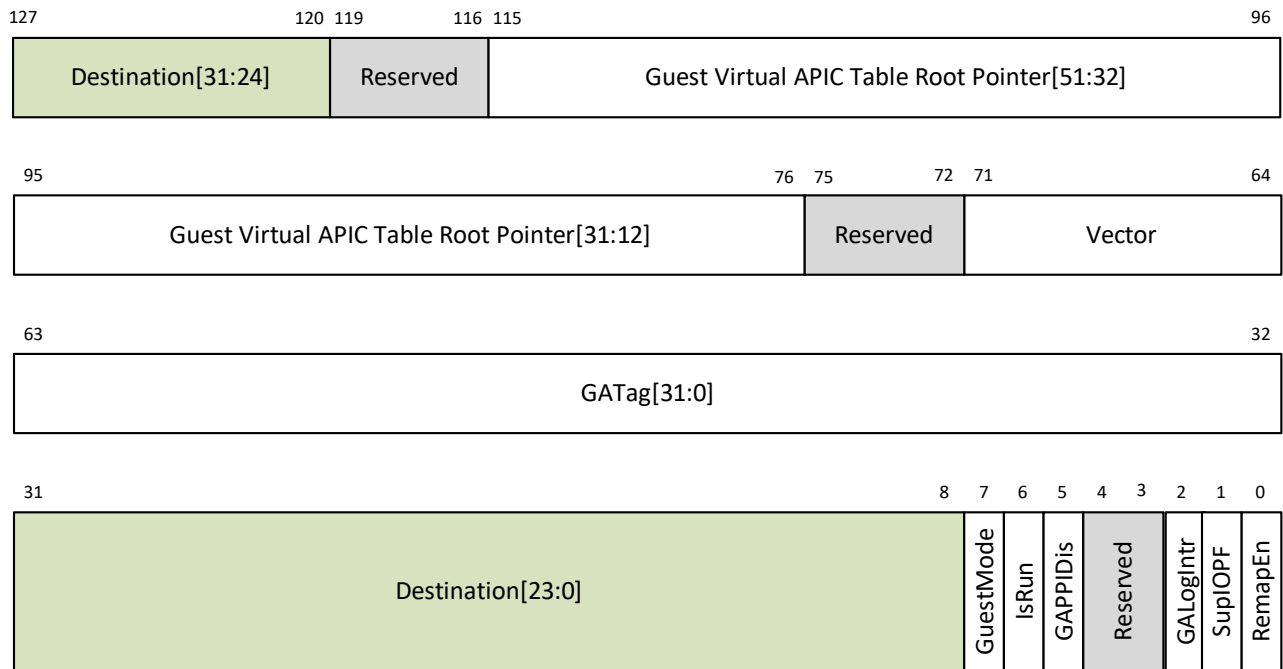 127 120 119 116 115 96
Destination[31:24] Reserved Guest Virtual APIC Table Root Pointer[51:32]
95 76 75 72 71 64
Guest Virtual APIC Table Root Pointer[31:12] Reserved Vector
63 32
GATag[31:0]
31 8 7 6 5 4 3 2 1 0
Destination[23:0] GuestMode IsRun GAPPIDis Reserved GALogIntr SupIOPF RemapEn